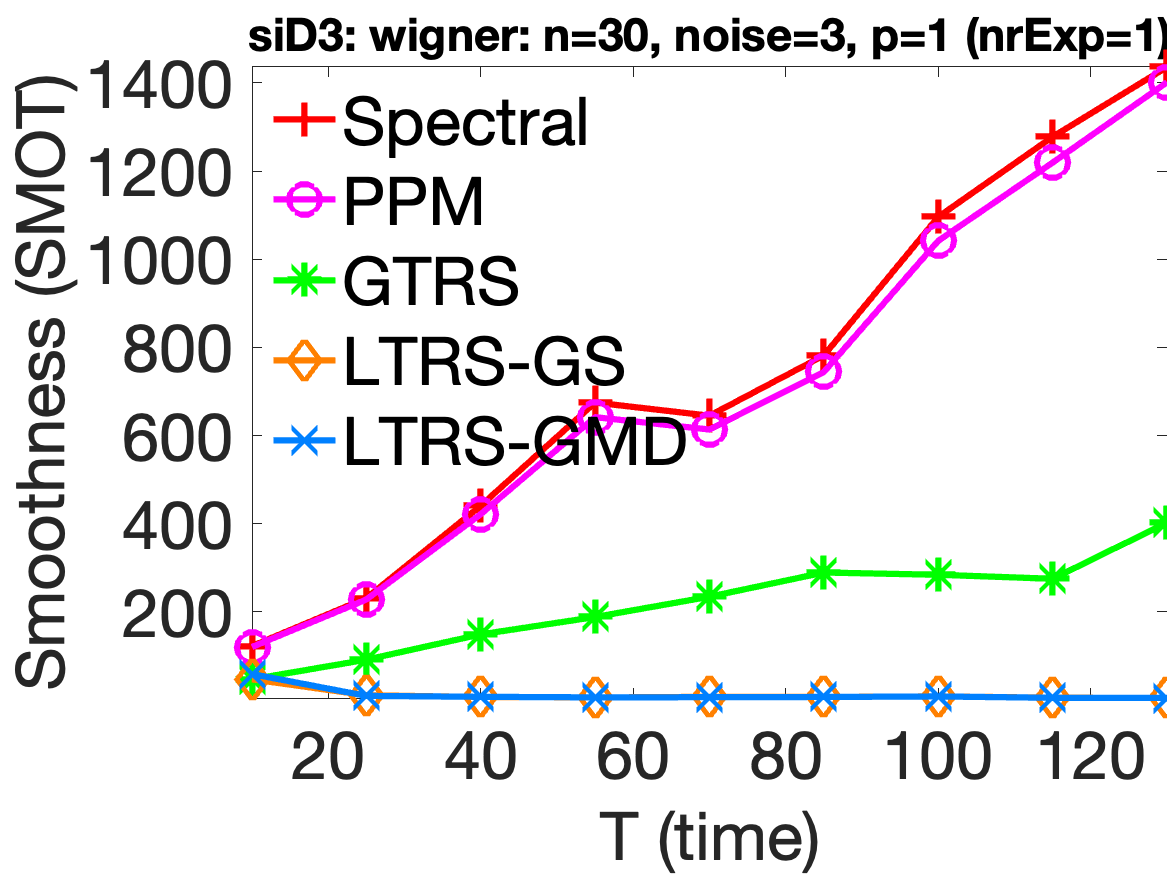 siD3: wigner: n=30, noise=3, p=1 (nrExp=1)
Smoothness (SMOT)
1400
1200
1000
800
600
400
200
Spectral
PPM
GTRS
LTRS-GS
LTRS-GMD
20 40 60 80 100 120
T (time)